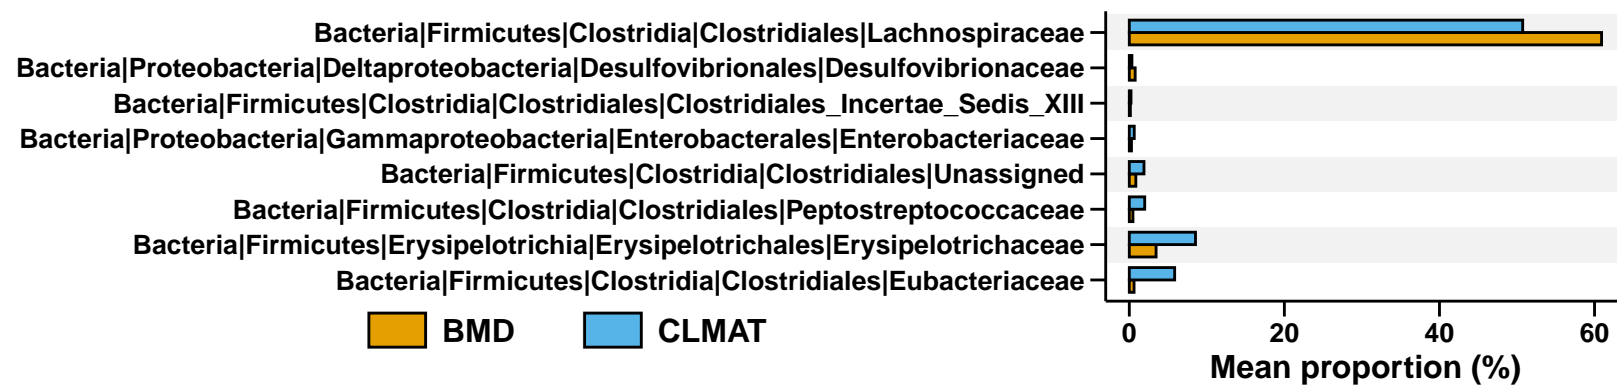 Bacteria|Firmicutes|Clostridia|Clostridiales|Lachnospiraceae
Bacteria|Proteobacteria|Deltaproteobacteria|Desulfovibrionales|Desulfovibrionaceae
Bacteria|Firmicutes|Clostridia|Clostridiales|Clostridiales_Incertae_Sedis_XIII
Bacteria|Proteobacteria|Gammaproteobacteria|Enterobacterales|Enterobacteriaceae
Bacteria|Firmicutes|Clostridia|Clostridiales|Unassigned
Bacteria|Firmicutes|Clostridia|Clostridiales|Peptostreptococcaceae
Bacteria|Firmicutes|Erysipelotrichia|Erysipelotrichales|Erysipelotrichaceae
Bacteria|Firmicutes|Clostridia|Clostridiales|Eubacteriaceae
BMD CLMAT
0 20 40 60
Mean proportion (%)